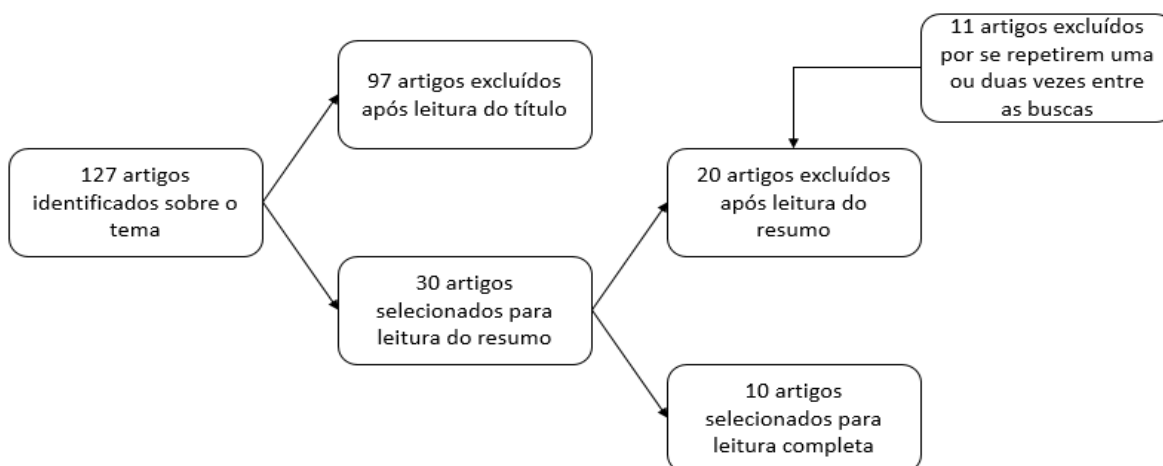 11 artigos excluídos
por se repetirem uma
ou duas vezes entre
as buscas
97 artigos excluídos
após leitura do título
127 artigos
identificados sobre o
tema
20 artigos excluídos
após leitura do
resumo
30 artigos
selecionados para
leitura do resumo
10 artigos
selecionados para
leitura completa